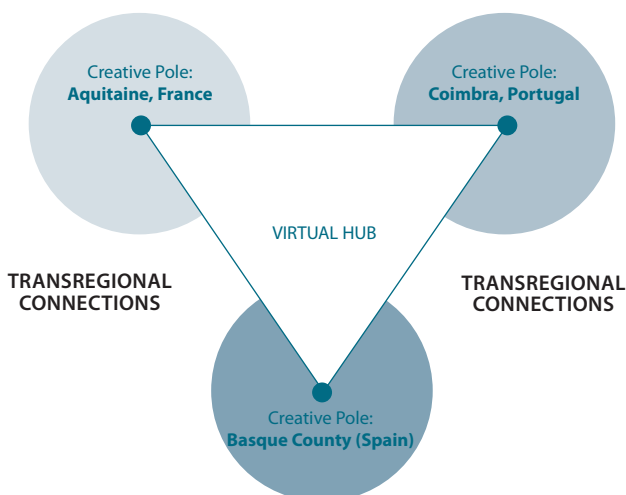 Creative Pole:
Aquitaine, France
Creative Pole:
Coimbra, Portugal
VIRTUAL HUB
TRANSREGIONAL
CONNECTIONS
TRANSREGIONAL
CONNECTIONS
Creative Pole:
Basque County (Spain)